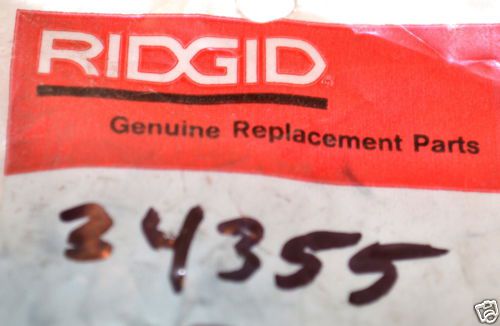 RIDGID
Genuine Replacement Parts
34355